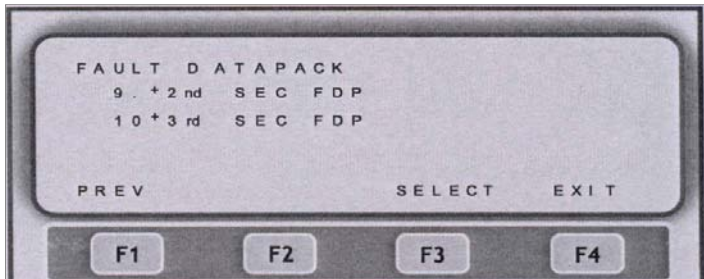 FAULT DATAPACK
9. +2nd SEC FDP
10 +3rd SEC FDP
PREV SELECT EXIT
F1 F2 F3 F4